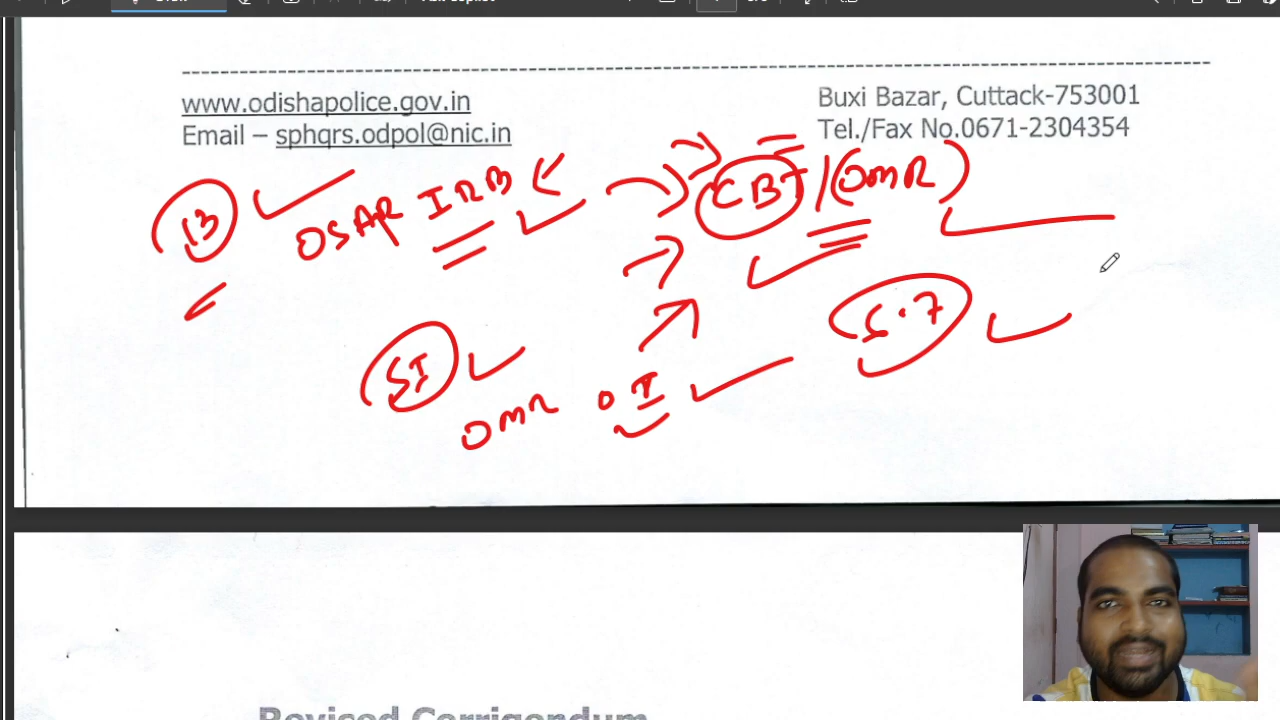 www.odishapolice.gov.in
Email – sphqrs.odpol@nic.in
Buxi Bazar, Cuttack-753001
Tel./Fax No.0671-2304354
13
OSAP IRB
CBT/(OMR)
SI
OMR
S.7
Revised Corrigendum